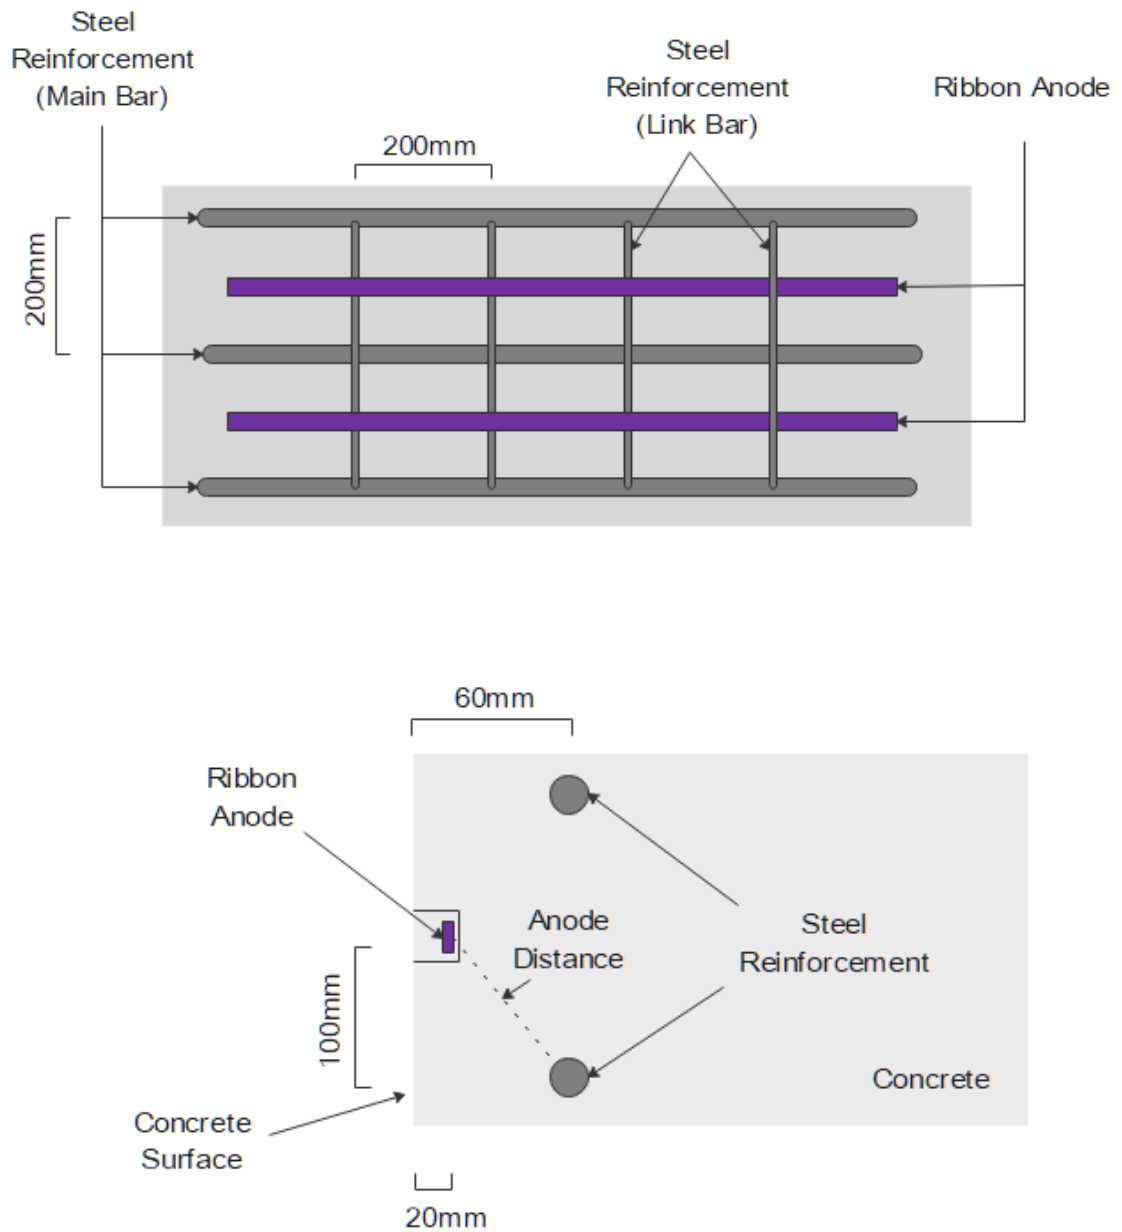 Steel
Reinforcement
(Main Bar)
Steel
Reinforcement
(Link Bar)
Ribbon Anode
200mm
200mm
60mm
Ribbon
Anode
Anode
Distance
Steel
Reinforcement
100mm
Concrete
Concrete
Surface
20mm